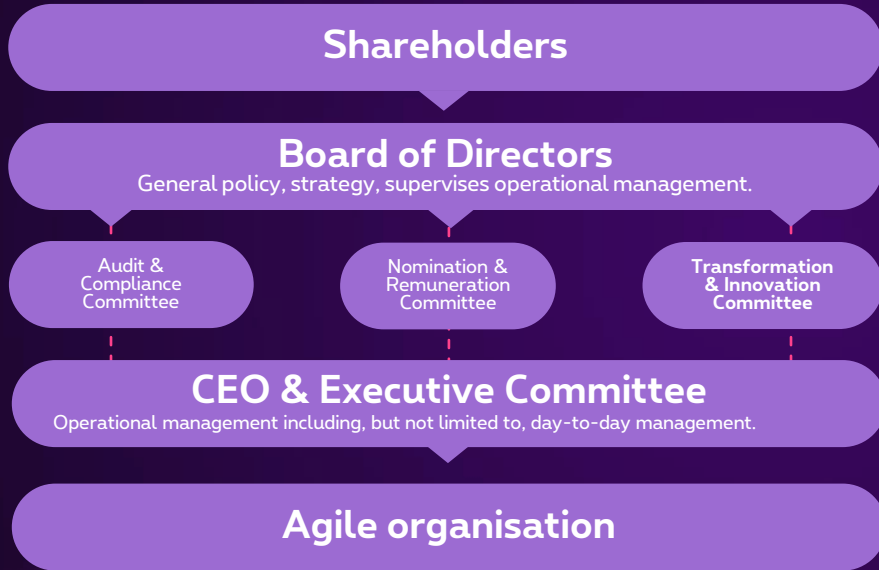 Shareholders
Board of Directors
General policy, strategy, supervises operational management.
Audit &
Compliance
Committee
Nomination &
Remuneration
Committee
Transformation
& Innovation
Committee
CEO & Executive Committee
Operational management including, but not limited to, day-to-day management.
Agile organisation